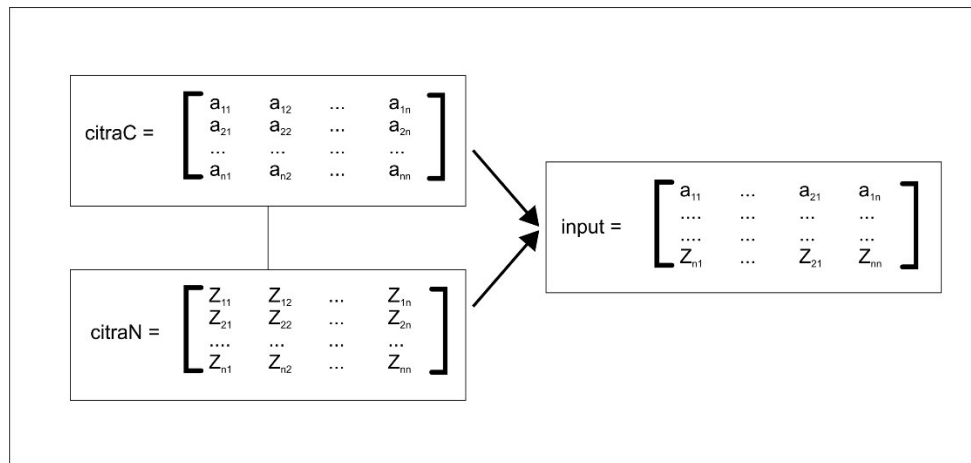 a₁₁ a₁₂ ... a₁ₙ
citraC = a₂₁ a₂₂ ... a₂ₙ
... ... ... ...
aₙ₁ aₙ₂ ... aₙₙ
input = a₁₁ ... a₂₁ a₁ₙ
.... ... ... ...
.... ... ... ...
Zₙ₁ ... Z₂₁ Zₙₙ
Z₁₁ Z₁₂ ... Z₁ₙ
citraN = Z₂₁ Z₂₂ ... Z₂ₙ
.... ... ... ...
Zₙ₁ Zₙ₂ ... Zₙₙ